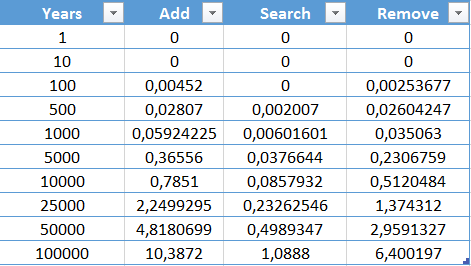 Years Add Search Remove
1 0 0 0
10 0 0 0
100 0,00452 0 0,00253677
500 0,02807 0,002007 0,02604247
1000 0,05924225 0,00601601 0,035063
5000 0,36556 0,0376644 0,2306759
10000 0,7851 0,0857932 0,5120484
25000 2,2499295 0,23262546 1,374312
50000 4,8180699 0,4989347 2,9591327
100000 10,3872 1,0888 6,400197